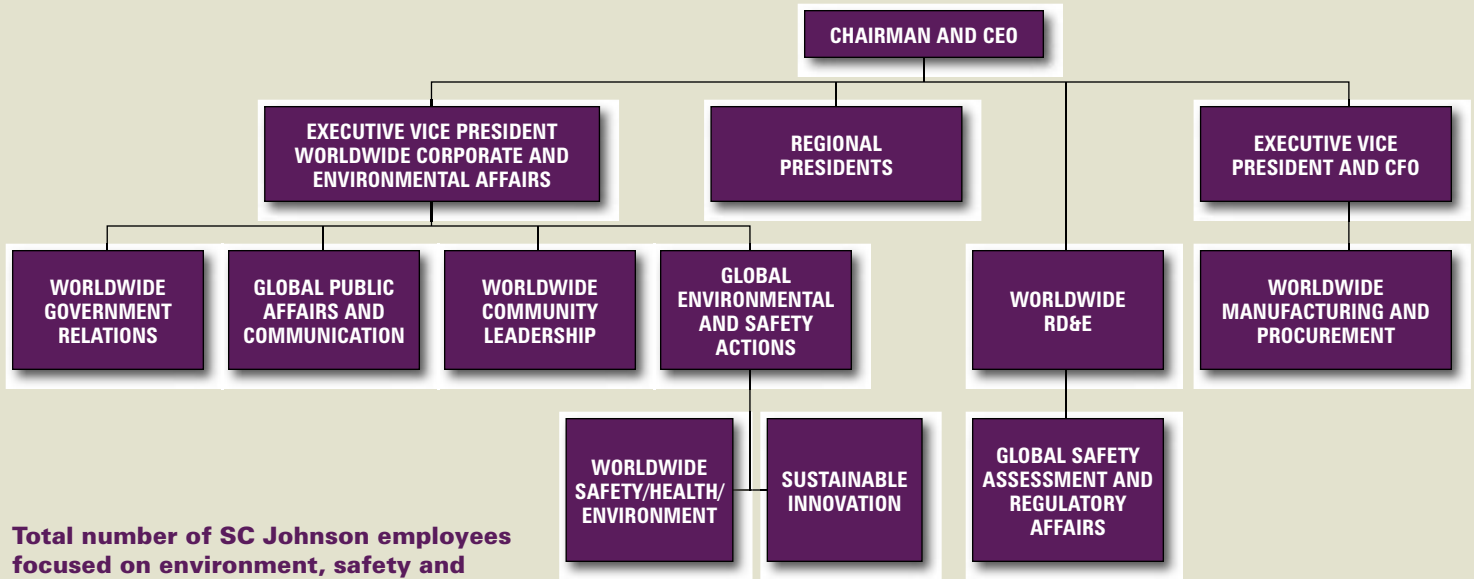 CHAIRMAN AND CEO
EXECUTIVE VICE PRESIDENT
WORLDWIDE CORPORATE AND
ENVIRONMENTAL AFFAIRS
REGIONAL
PRESIDENTS
EXECUTIVE VICE
PRESIDENT AND CFO
WORLDWIDE
GOVERNMENT
RELATIONS
GLOBAL PUBLIC
AFFAIRS AND
COMMUNICATION
WORLDWIDE
COMMUNITY
LEADERSHIP
GLOBAL
ENVIRONMENTAL
AND SAFETY
ACTIONS
WORLDWIDE
RD&E
WORLDWIDE
MANUFACTURING AND
PROCUREMENT
WORLDWIDE
SAFETY/HEALTH/
ENVIRONMENT
SUSTAINABLE
INNOVATION
GLOBAL SAFETY
ASSESSMENT AND
REGULATORY
AFFAIRS
Total number of SC Johnson employees
focused on environment, safety and